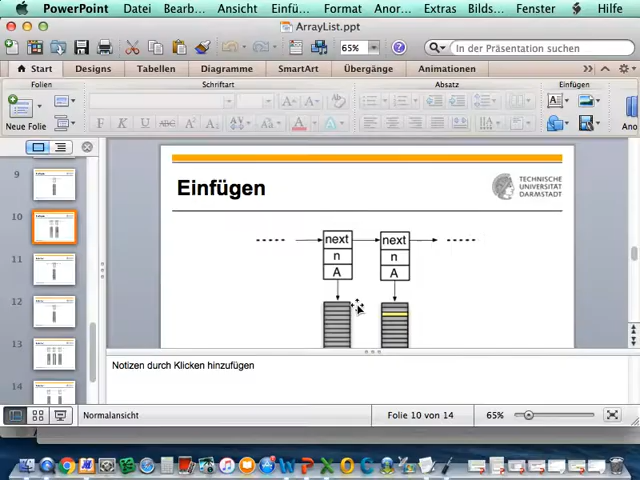 PowerPoint Datei Bearb... Ansicht Einfü... Format Anordnen Extras Bilds... Fenster Hilfe
ArrayList.ppt
65% In der Präsentation suchen
Start Designs Tabellen Diagramme SmartArt Übergänge Animationen
Folien Schriftart Absatz Einfügen
Neue Folie
F K U ABC A A
9
10
11
12
13
14
Einfügen
TECHNISCHE
UNIVERSITÄT
DARMSTADT
next next
n n
A A
Notizen durch Klicken hinzufügen
Normalansicht Folie 10 von 14 65%